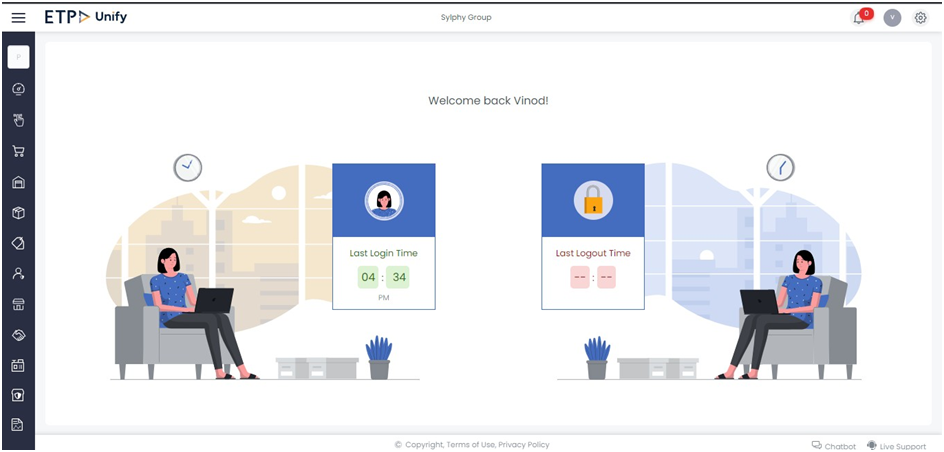 ETP Unify
Sylphy Group
0
V
P
Welcome back Vinod!
Last Login Time
04 : 34
PM
Last Logout Time
-- : --
© Copyright, Terms of Use, Privacy Policy
Chatbot
Live Support